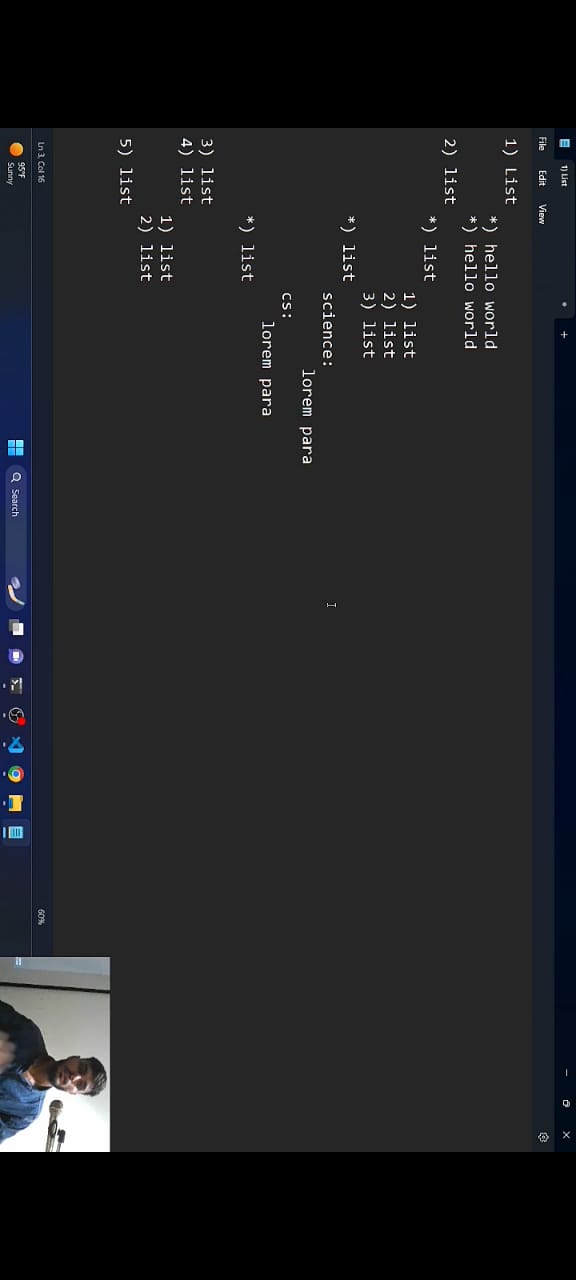 1) List
File Edit View
1) List
*) hello world
*) hello world
2) list
*) list
1) list
2) list
3) list
*) list
science:
lorem para
cs:
lorem para
*) list
3) list
4) list
1) list
2) list
5) list
Ln 3, Col 16
60%
95°F
Sunny
Search